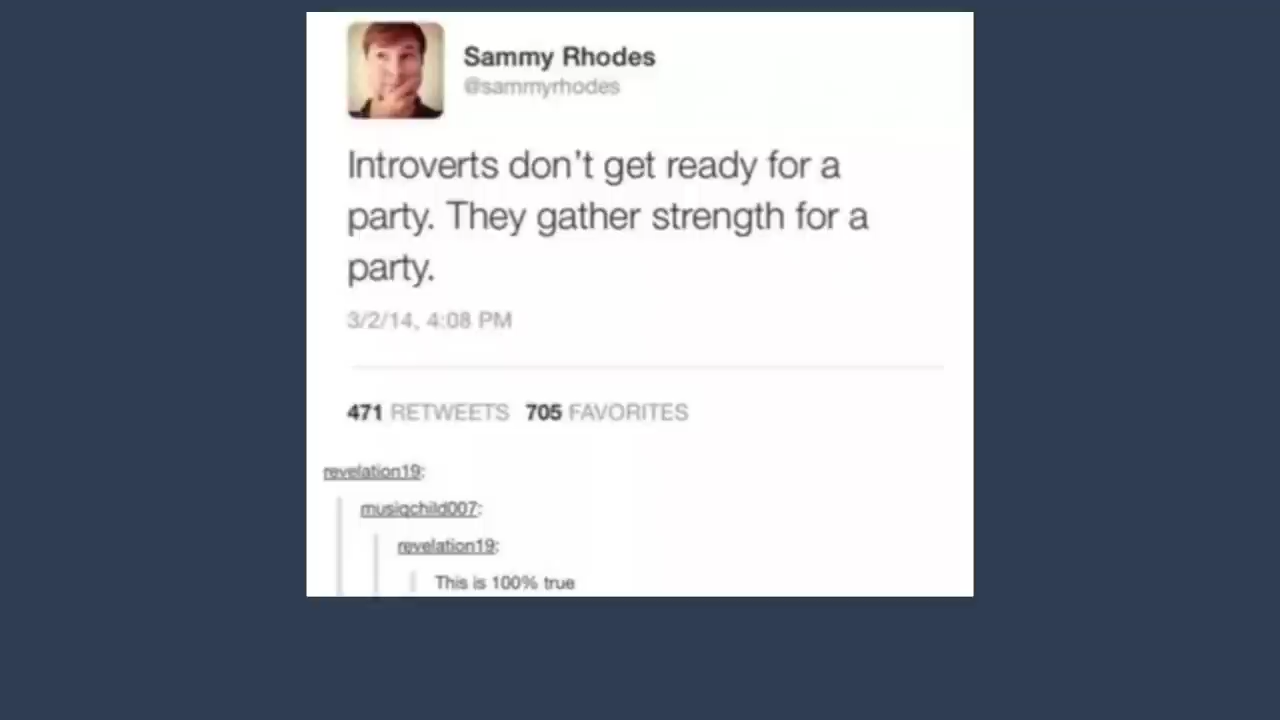 Sammy Rhodes
@sammyrhodes
Introverts don't get ready for a
party. They gather strength for a
party.
3/2/14, 4:08 PM
471 RETWEETS 705 FAVORITES
revelation19:
musiqchild007:
revelation19:
This is 100% true